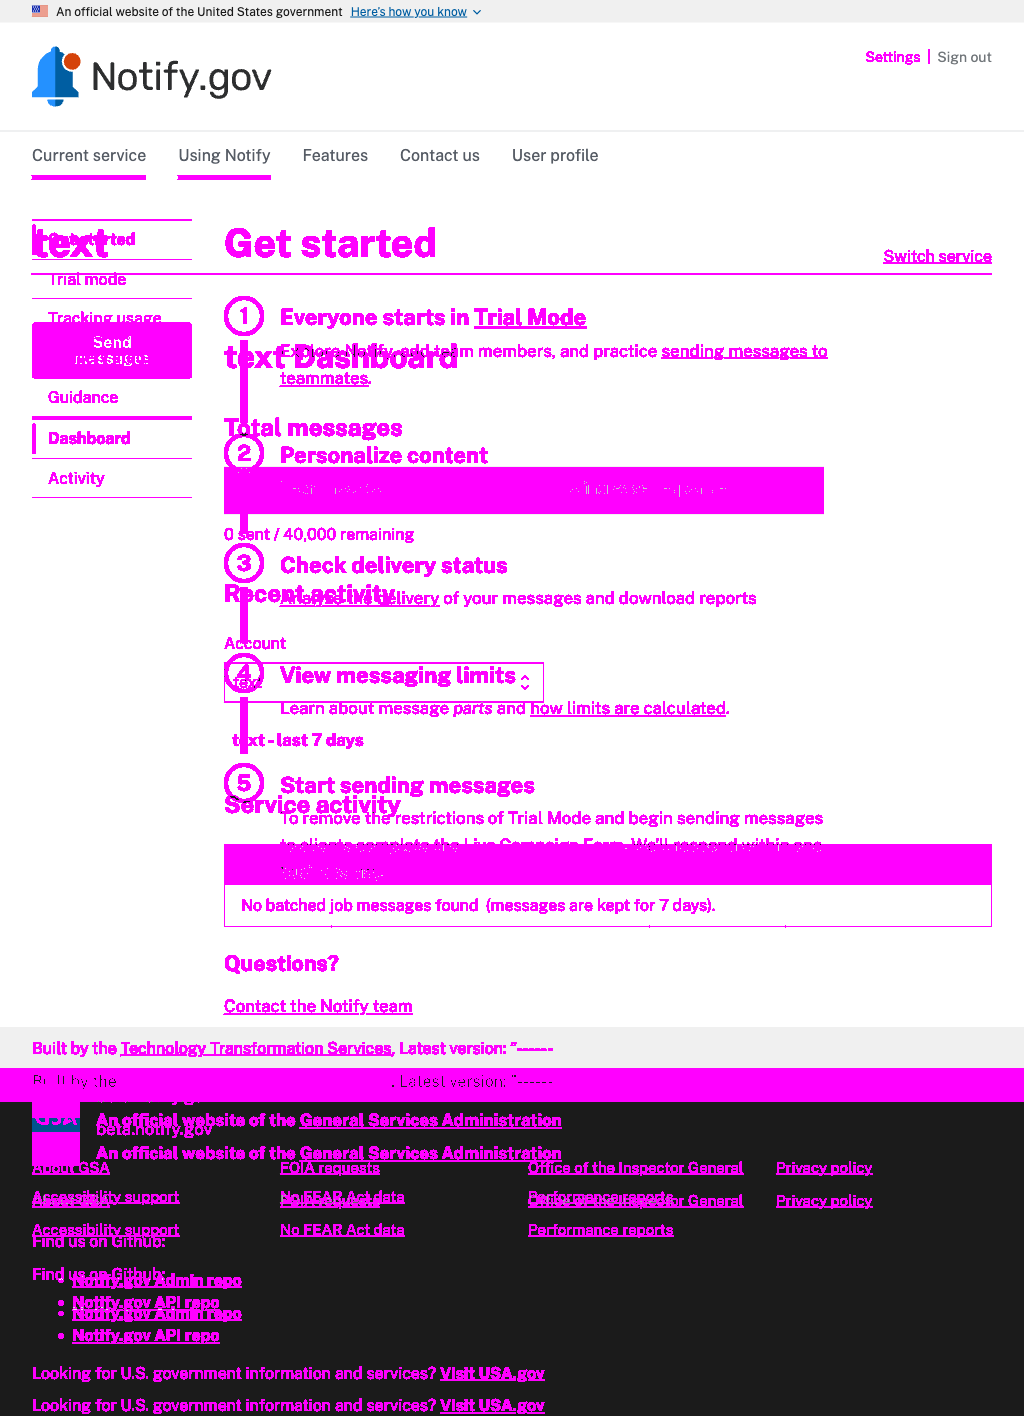 An official website of the United States government Here's how you know
Notify.gov
Settings Sign out
Current service Using Notify Features Contact us User profile
text
Get started
Switch service
Trial mode
Tracking usage
Send
messages
Guidance
Dashboard
Activity
1 Everyone starts in Trial Mode
Explore Notify, add team members, and practice sending messages to
teammates.
text Dashboard
Total messages
2 Personalize content
0 sent / 40,000 remaining
3 Check delivery status
Recent activity
delivery of your messages and download reports
Account
4 View messaging limits
text
Learn about message parts and how limits are calculated.
text - last 7 days
5 Start sending messages
Service activity
To remove the restrictions of Trial Mode and begin sending messages
to clients complete the Live Campaign Form. We'll respond within one
No batched job messages found (messages are kept for 7 days).
Questions?
Contact the Notify team
Built by the Technology Transformation Services, Latest version: "------
Built by the . Latest version: "------
GSA
An official website of the General Services Administration
beta.notify.gov
An official website of the General Services Administration
About GSA FOIA requests Office of the Inspector General Privacy policy
Accessibility support No FEAR Act data Performance reports
About GSA FOIA requests Office of the Inspector General Privacy policy
Accessibility support No FEAR Act data Performance reports
Find us on Github:
Find us on Github:
Notify.gov Admin repo
Notify.gov API repo
Notify.gov Admin repo
Notify.gov API repo
Looking for U.S. government information and services? Visit USA.gov
Looking for U.S. government information and services? Visit USA.gov